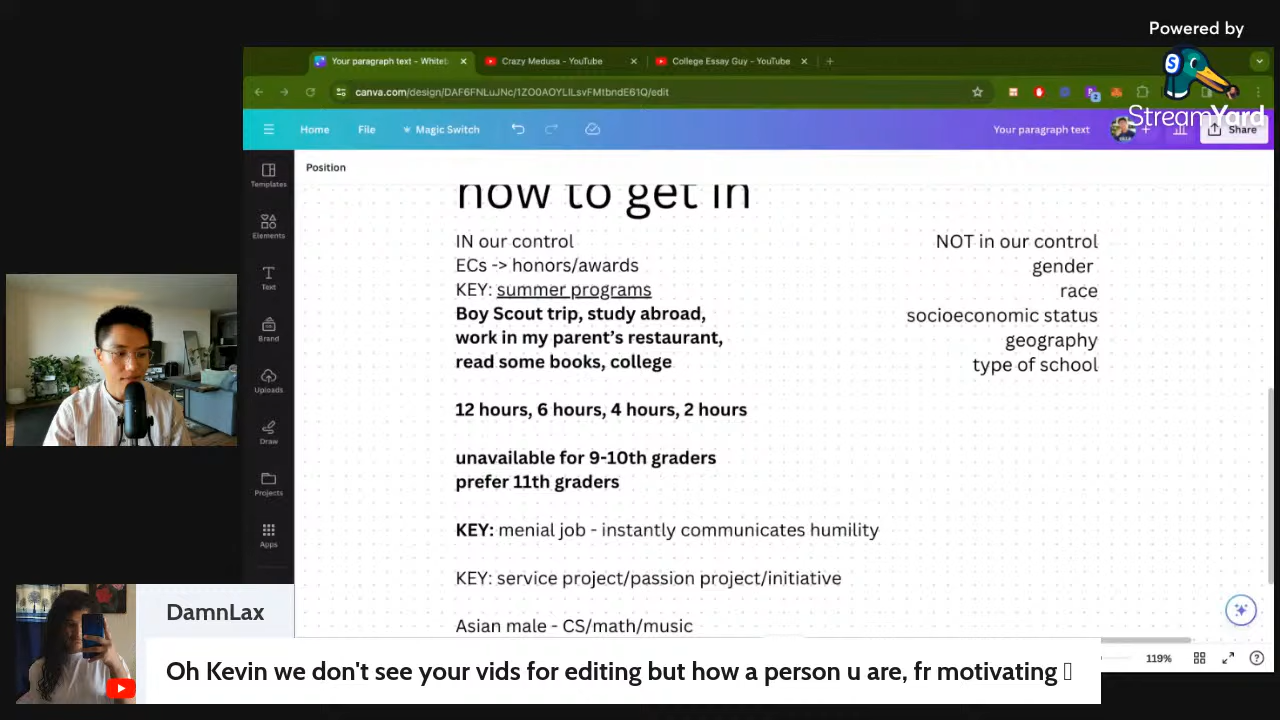 Powered by
StreamYard
Your paragraph text - Whiteb
Crazy Medusa - YouTube
College Essay Guy - YouTube
canva.com/design/DAF6FNLuJNc/1ZO0AOYLILsvFMtbndE61Q/edit
Home
File
Magic Switch
Your paragraph text
Share
Position
Templates
Elements
Text
Brand
Uploads
Draw
Projects
Apps
how to get in
IN our control
ECs -> honors/awards
KEY: summer programs
Boy Scout trip, study abroad,
work in my parent’s restaurant,
read some books, college
12 hours, 6 hours, 4 hours, 2 hours
unavailable for 9-10th graders
prefer 11th graders
KEY: menial job - instantly communicates humility
KEY: service project/passion project/initiative
Asian male - CS/math/music
NOT in our control
gender
race
socioeconomic status
geography
type of school
119%
DamnLax
Oh Kevin we don't see your vids for editing but how a person u are, fr motivating